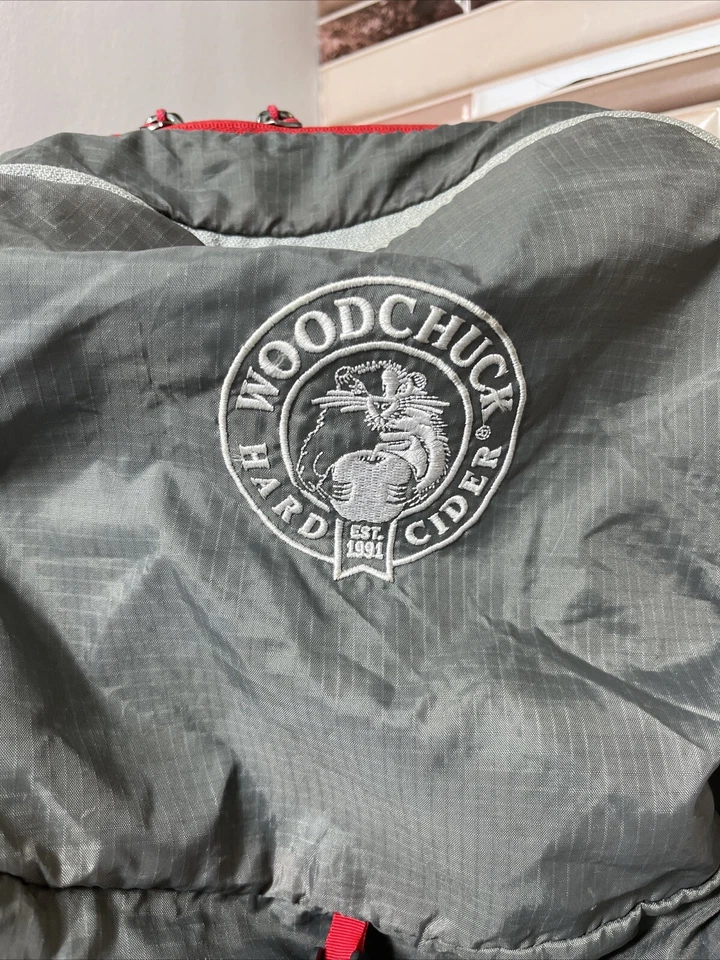 WOODCHUCK®
HARD CIDER
EST.
1991